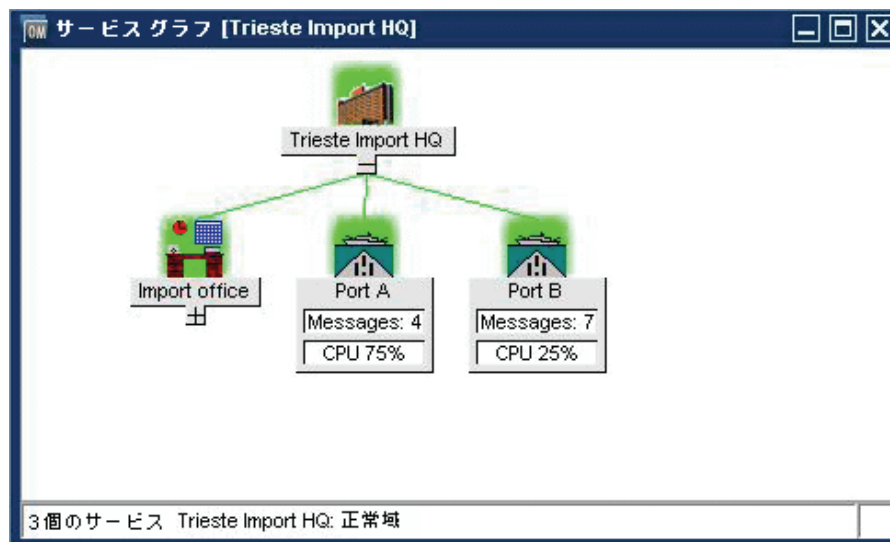 OM サービス グラフ [Trieste Import HQ]
Trieste Import HQ
Import office
Port A
Messages: 4
CPU 75%
Port B
Messages: 7
CPU 25%
3個のサービス Trieste Import HQ: 正常域